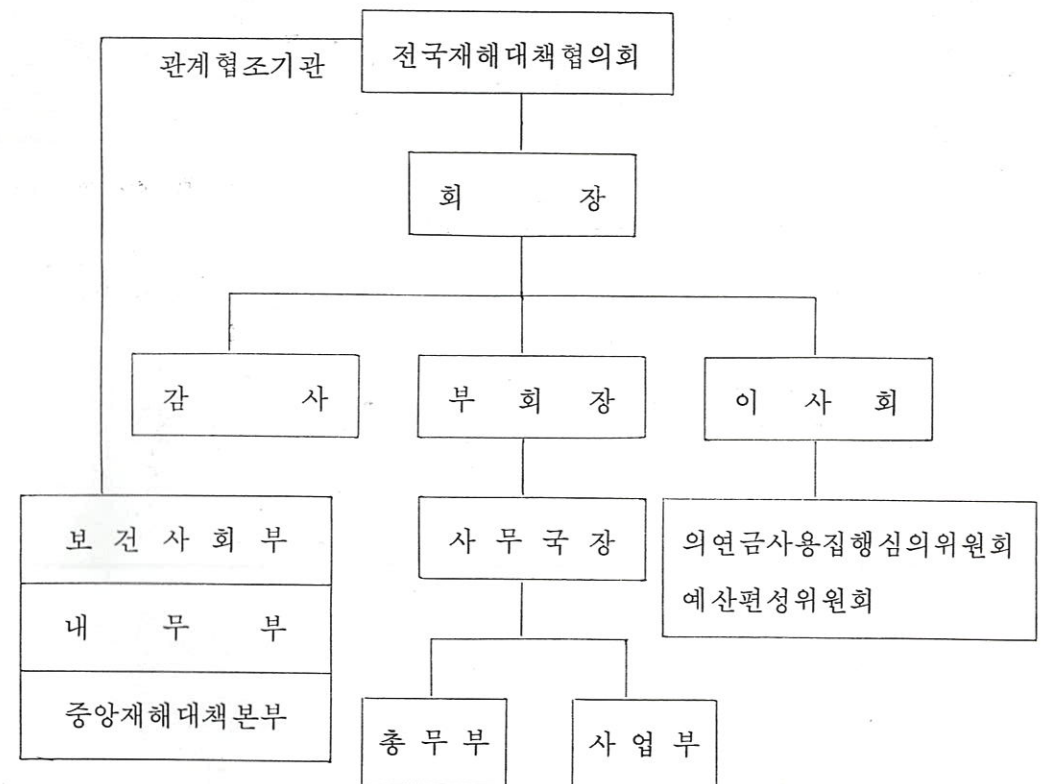 전국재해대책협의회
관계협조기관
회 장
감 사
부 회 장
이 사 회
보 건 사 회 부
내 무 부
중앙재해대책본부
사 무 국 장
의연금사용집행심의위원회
예산편성위원회
총 무 부
사 업 부